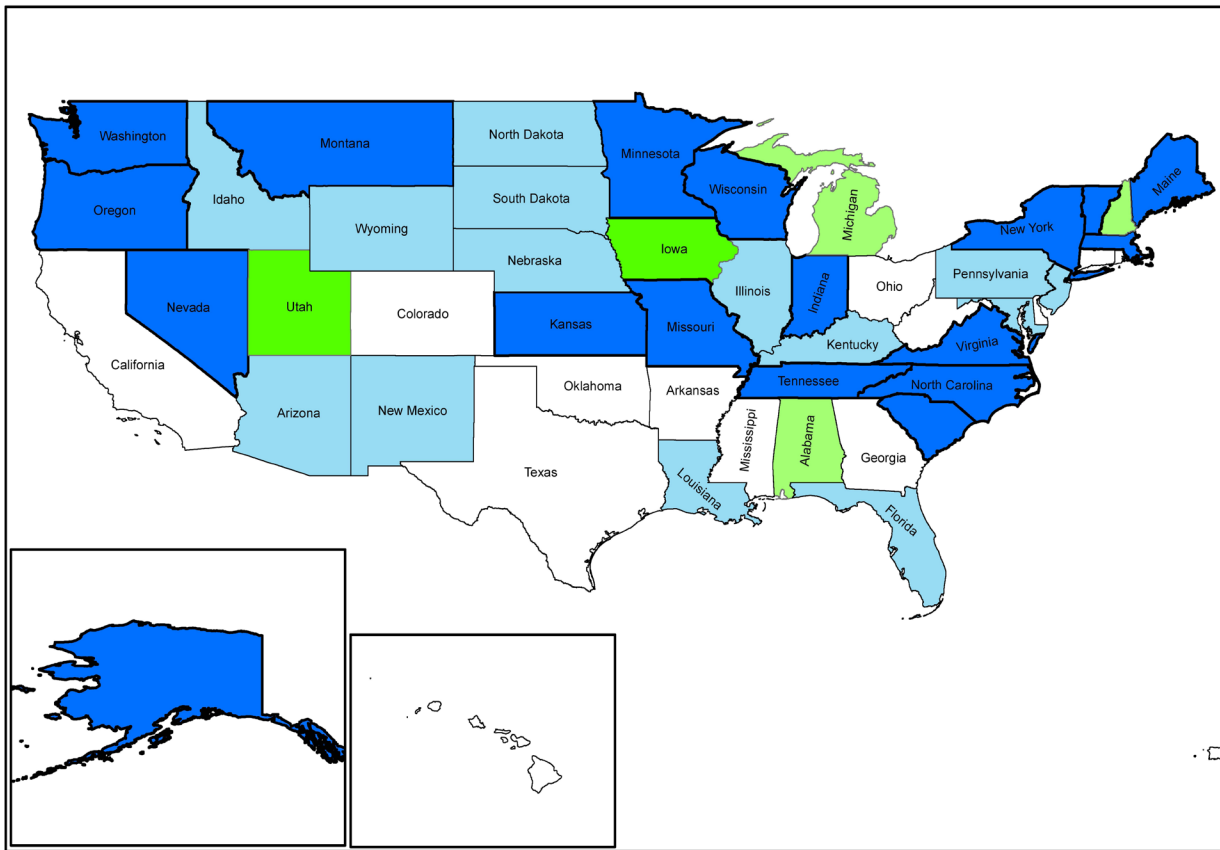 Washington
Montana
North Dakota
Minnesota
Maine
Oregon
Idaho
South Dakota
Wisconsin
Michigan
Wyoming
New York
Nebraska
Iowa
Pennsylvania
Nevada
Utah
Colorado
Illinois
Indiana
Ohio
Kansas
Missouri
Kentucky
Virginia
California
Oklahoma
Arkansas
Tennessee
North Carolina
Arizona
New Mexico
Mississippi
Alabama
Georgia
Texas
Louisiana
Florida